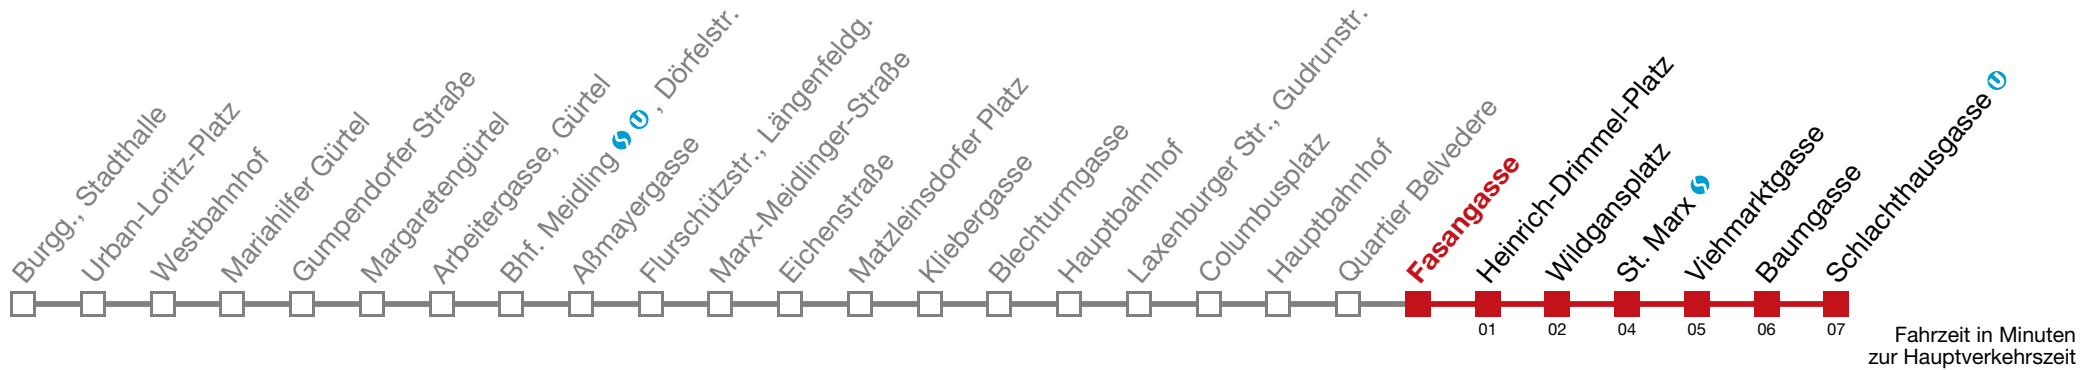 Burgg., Stadthalle
Urban-Loritz-Platz
Westbahnhof
Mariahilfer Gürtel
Gumpendorfer Straße
Margaretengürtel
Arbeitergasse, Gürtel
Bhf. Meidling S U , Dörfelstr.
Aßmayergasse
Flurschützstr., Längenfeldg.
Marx-Meidlinger-Straße
Eichenstraße
Matzleinsdorfer Platz
Kliebergasse
Blechturmgasse
Hauptbahnhof
Laxenburger Str., Gudrunstr.
Columbusplatz
Hauptbahnhof
Quartier Belvedere
Fasangasse
Heinrich-Drimmel-Platz
Wildgansplatz
St. Marx S
Viehmarktgasse
Baumgasse
Schlachthausgasse U
01 02 04 05 06 07
Fahrzeit in Minuten
zur Hauptverkehrszeit